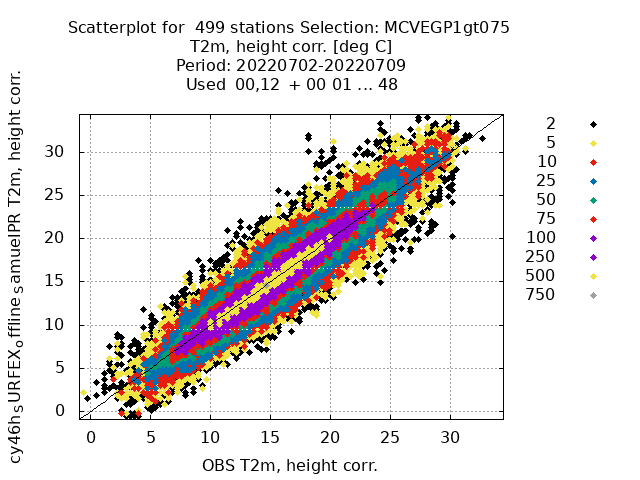 Scatterplot for 499 stations Selection: MCVEGP1gt075
T2m, height corr. [deg C]
Period: 20220702-20220709
Used 00,12 + 00 01 ... 48
cy46h_sURFEX_offline_samuelPR T2m, height corr.
30
25
20
15
10
5
0
0 5 10 15 20 25 30
OBS T2m, height corr.
2
5
10
25
50
75
100
250
500
750